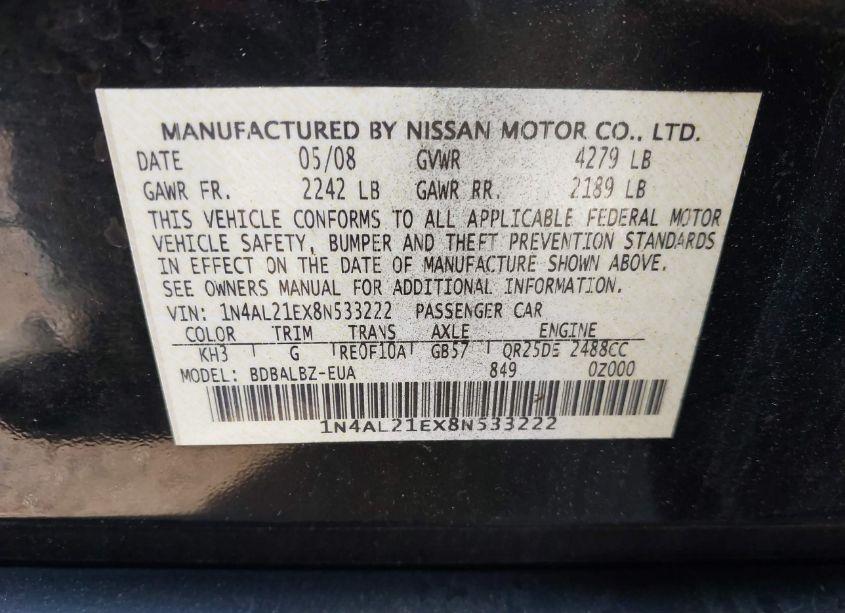 MANUFACTURED BY NISSAN MOTOR CO., LTD.
DATE 05/08 GVWR 4279 LB
GAWR FR. 2242 LB GAWR RR. 2189 LB
THIS VEHICLE CONFORMS TO ALL APPLICABLE FEDERAL MOTOR
VEHICLE SAFETY, BUMPER AND THEFT PREVENTION STANDARDS
IN EFFECT ON THE DATE OF MANUFACTURE SHOWN ABOVE.
SEE OWNERS MANUAL FOR ADDITIONAL INFORMATION.
VIN: 1N4AL21EX8N533222 PASSENGER CAR
COLOR TRIM TRANS AXLE ENGINE
KH3 G RE0F10A GB57 QR25DE 2488CC
MODEL: BDBALBZ-EUA 849 0Z000
1N4AL21EX8N533222